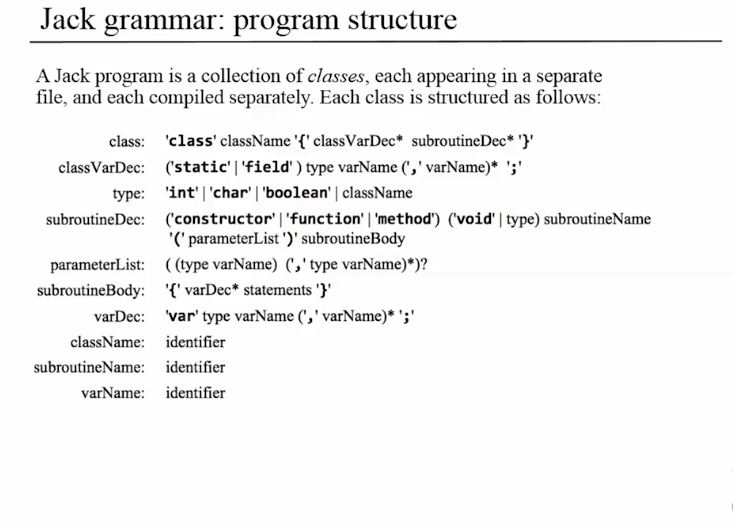 Jack grammar: program structure
A Jack program is a collection of classes, each appearing in a separate
file, and each compiled separately. Each class is structured as follows:
class: 'class' className '{' classVarDec* subroutineDec* '}'
classVarDec: ('static' | 'field' ) type varName (',' varName)* ';'
type: 'int' | 'char' | 'boolean' | className
subroutineDec: ('constructor' | 'function' | 'method') ('void' | type) subroutineName
'(' parameterList ')' subroutineBody
parameterList: ( (type varName) (',' type varName)*)?
subroutineBody: '{' varDec* statements '}'
varDec: 'var' type varName (',' varName)* ';'
className: identifier
subroutineName: identifier
varName: identifier